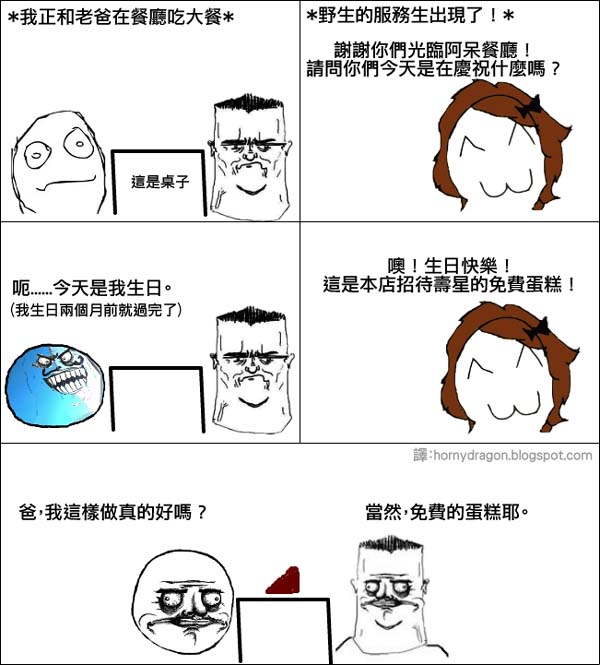 *我正和老爸在餐廳吃大餐*
這是桌子
*野生的服務生出現了！*
謝謝你們光臨阿呆餐廳！
請問你們今天是在慶祝什麼嗎？
呃......今天是我生日。
(我生日兩個月前就過完了)
噢！生日快樂！
這是本店招待壽星的免費蛋糕！
譯:hornydragon.blogspot.com
爸,我這樣做真的好嗎？
當然,免費的蛋糕耶。